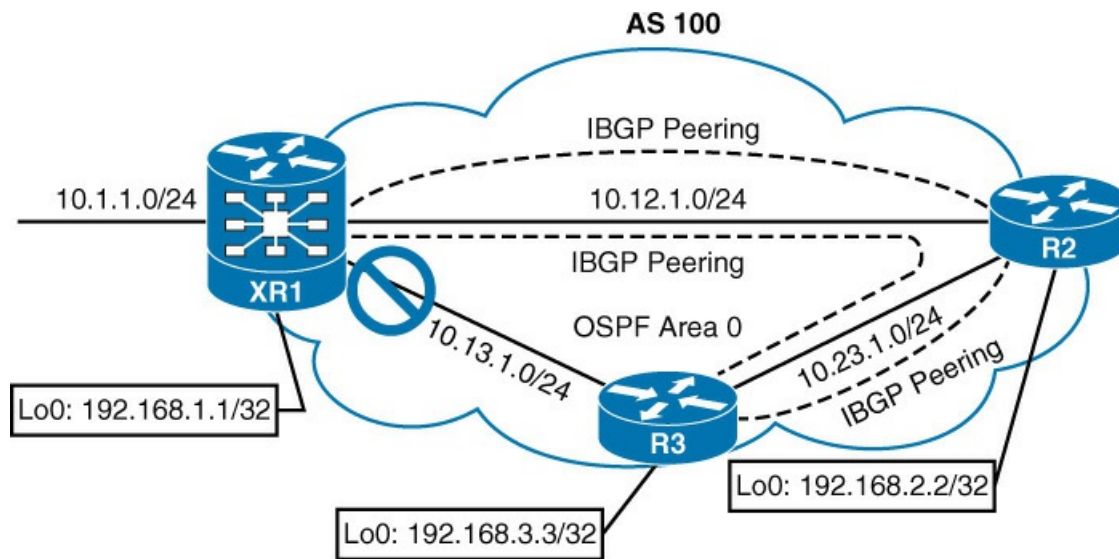 AS 100
IBGP Peering
10.1.1.0/24
10.12.1.0/24
IBGP Peering
R2
XR1
OSPF Area 0
10.13.1.0/24
10.23.1.0/24
IBGP Peering
Lo0: 192.168.1.1/32
R3
Lo0: 192.168.2.2/32
Lo0: 192.168.3.3/32